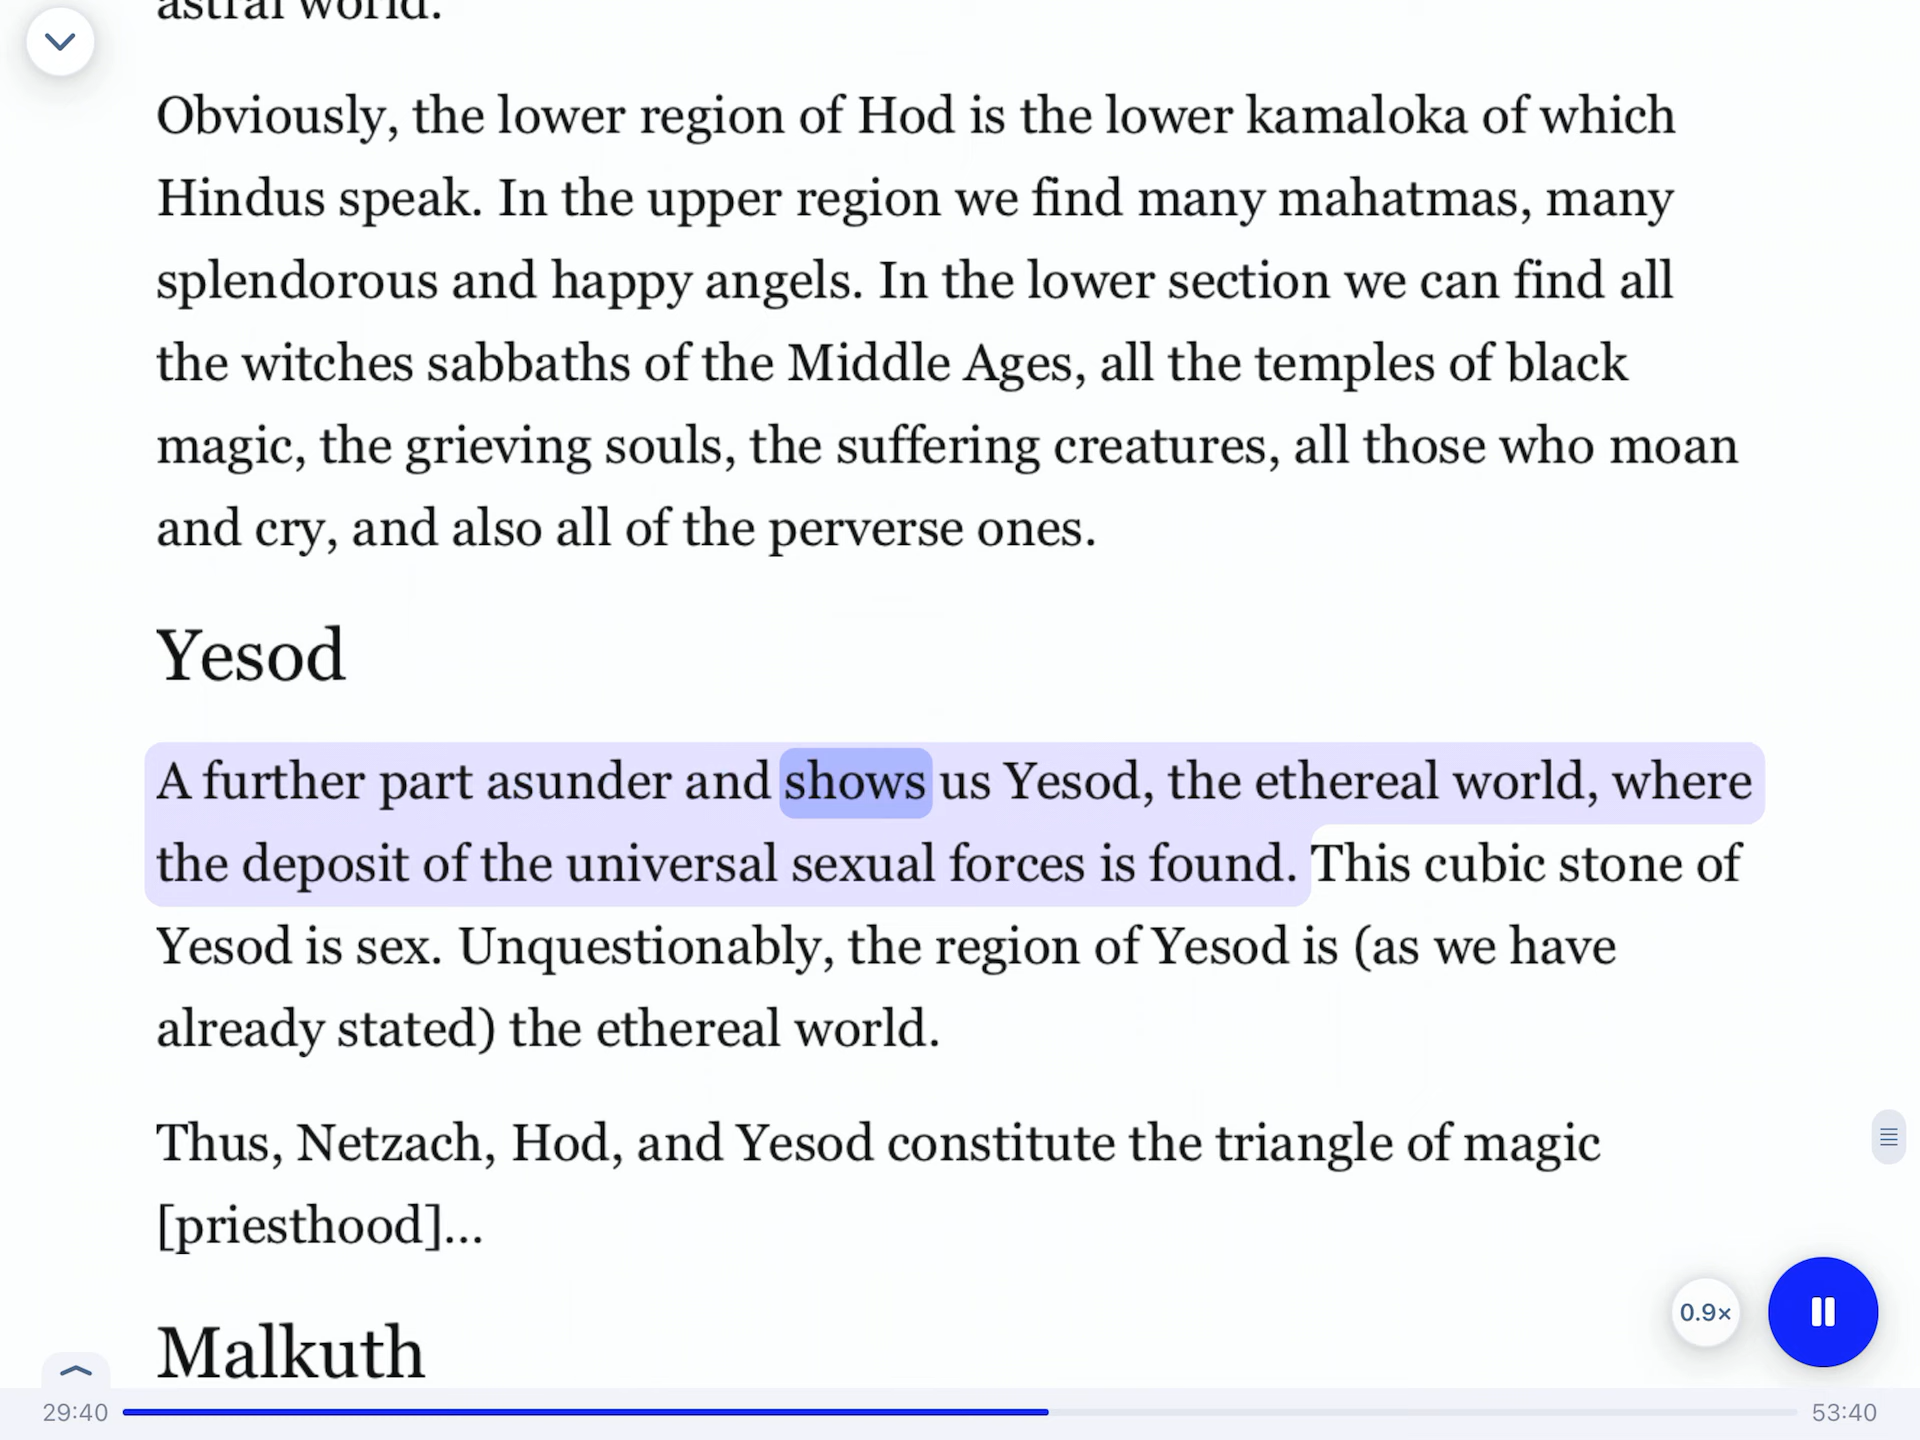 astral world.
Obviously, the lower region of Hod is the lower kamaloka of which
Hindus speak. In the upper region we find many mahatmas, many
splendorous and happy angels. In the lower section we can find all
the witches sabbaths of the Middle Ages, all the temples of black
magic, the grieving souls, the suffering creatures, all those who moan
and cry, and also all of the perverse ones.
Yesod
A further part asunder and shows us Yesod, the ethereal world, where
the deposit of the universal sexual forces is found. This cubic stone of
Yesod is sex. Unquestionably, the region of Yesod is (as we have
already stated) the ethereal world.
Thus, Netzach, Hod, and Yesod constitute the triangle of magic
[priesthood]...
0.9×
Malkuth
29:40
53:40